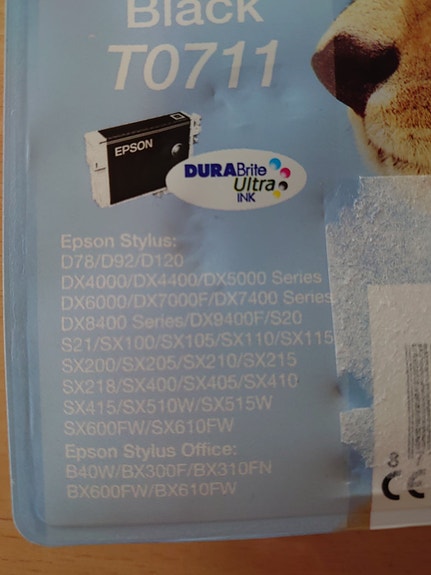 Black
T0711
EPSON
DURABrite
Ultra
INK
Epson Stylus:
D78/D92/D120
DX4000/DX4400/DX5000 Series
DX6000/DX7000F/DX7400 Series
DX8400 Series/DX9400F/S20
S21/SX100/SX105/SX110/SX115
SX200/SX205/SX210/SX215
SX218/SX400/SX405/SX410
SX415/SX510W/SX515W
SX600FW/SX610FW
Epson Stylus Office:
B40W/BX300F/BX310FN
BX600FW/BX610FW
CE